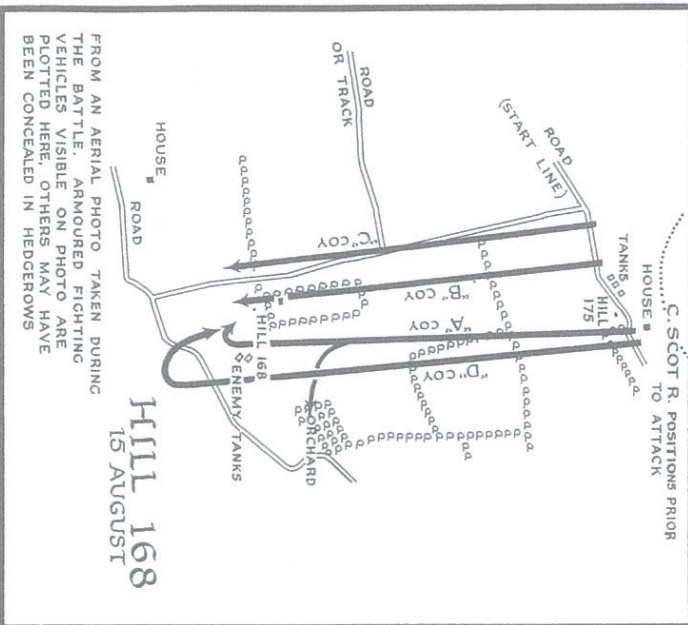 C. SCOT R. POSITIONS PRIOR
TO ATTACK
HOUSE
TANKS
HILL
175
ROAD
(START LINE)
ROAD
OR TRACK
"C" COY
"B" COY
"A" COY
"D" COY
HILL 168
ENEMY TANKS
ORCHARD
HOUSE
ROAD
HILL 168
15 AUGUST
FROM AN AERIAL PHOTO TAKEN DURING
THE BATTLE. ARMOURED FIGHTING
VEHICLES VISIBLE ON PHOTO ARE
PLOTTED HERE, OTHERS MAY HAVE
BEEN CONCEALED IN HEDGEROWS